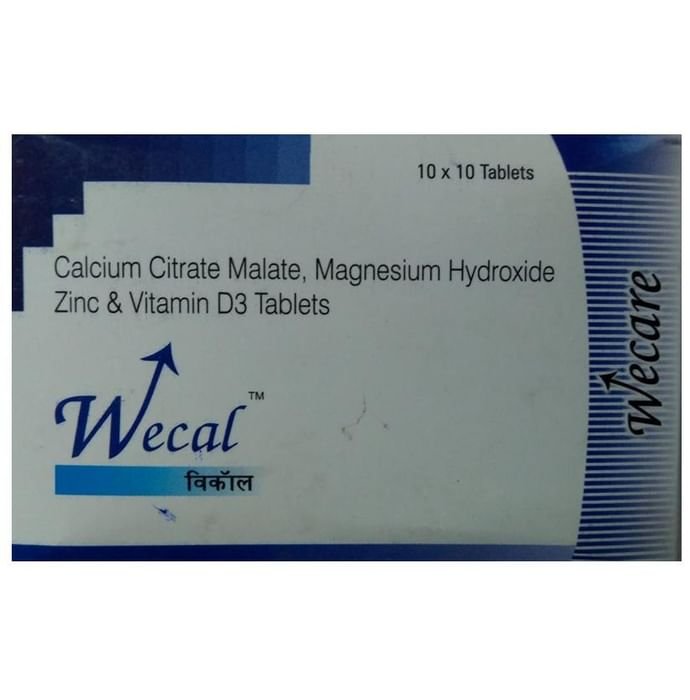 10 x 10 Tablets
Calcium Citrate Malate, Magnesium Hydroxide
Zinc & Vitamin D3 Tablets
Wecal™
विकॉल
Wecare